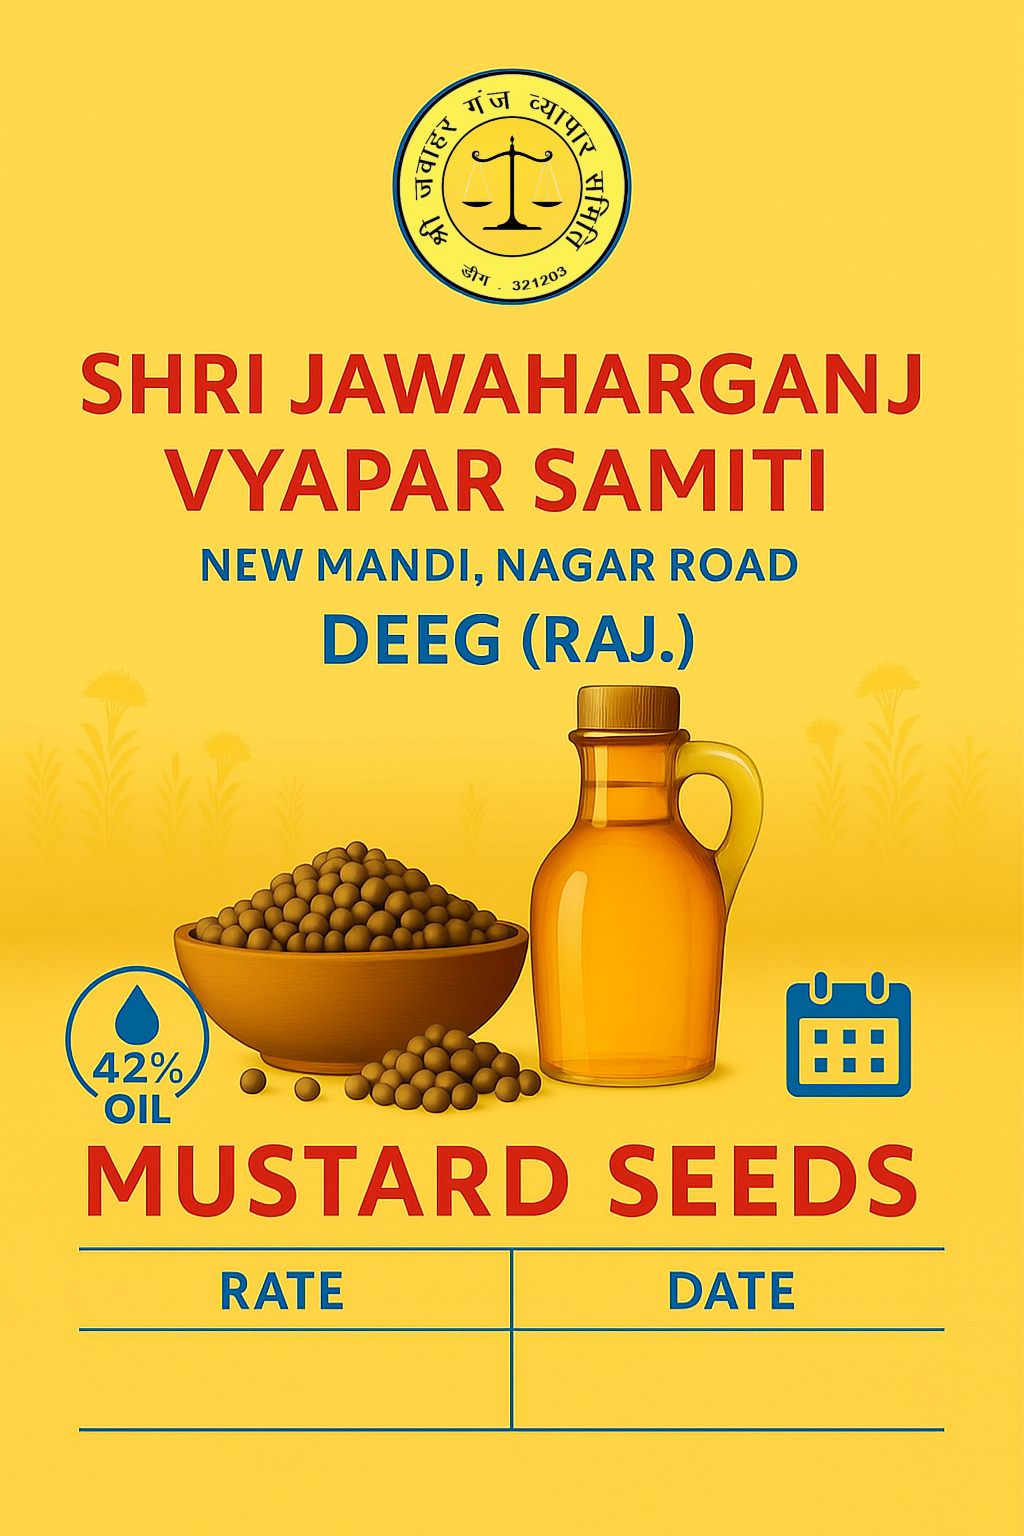 श्री जवाहर गंज व्यापार समिति
डीग . 321203
SHRI JAWAHARGANJ
VYAPAR SAMITI
NEW MANDI, NAGAR ROAD
DEEG (RAJ.)
42%
OIL
MUSTARD SEEDS
RATE DATE